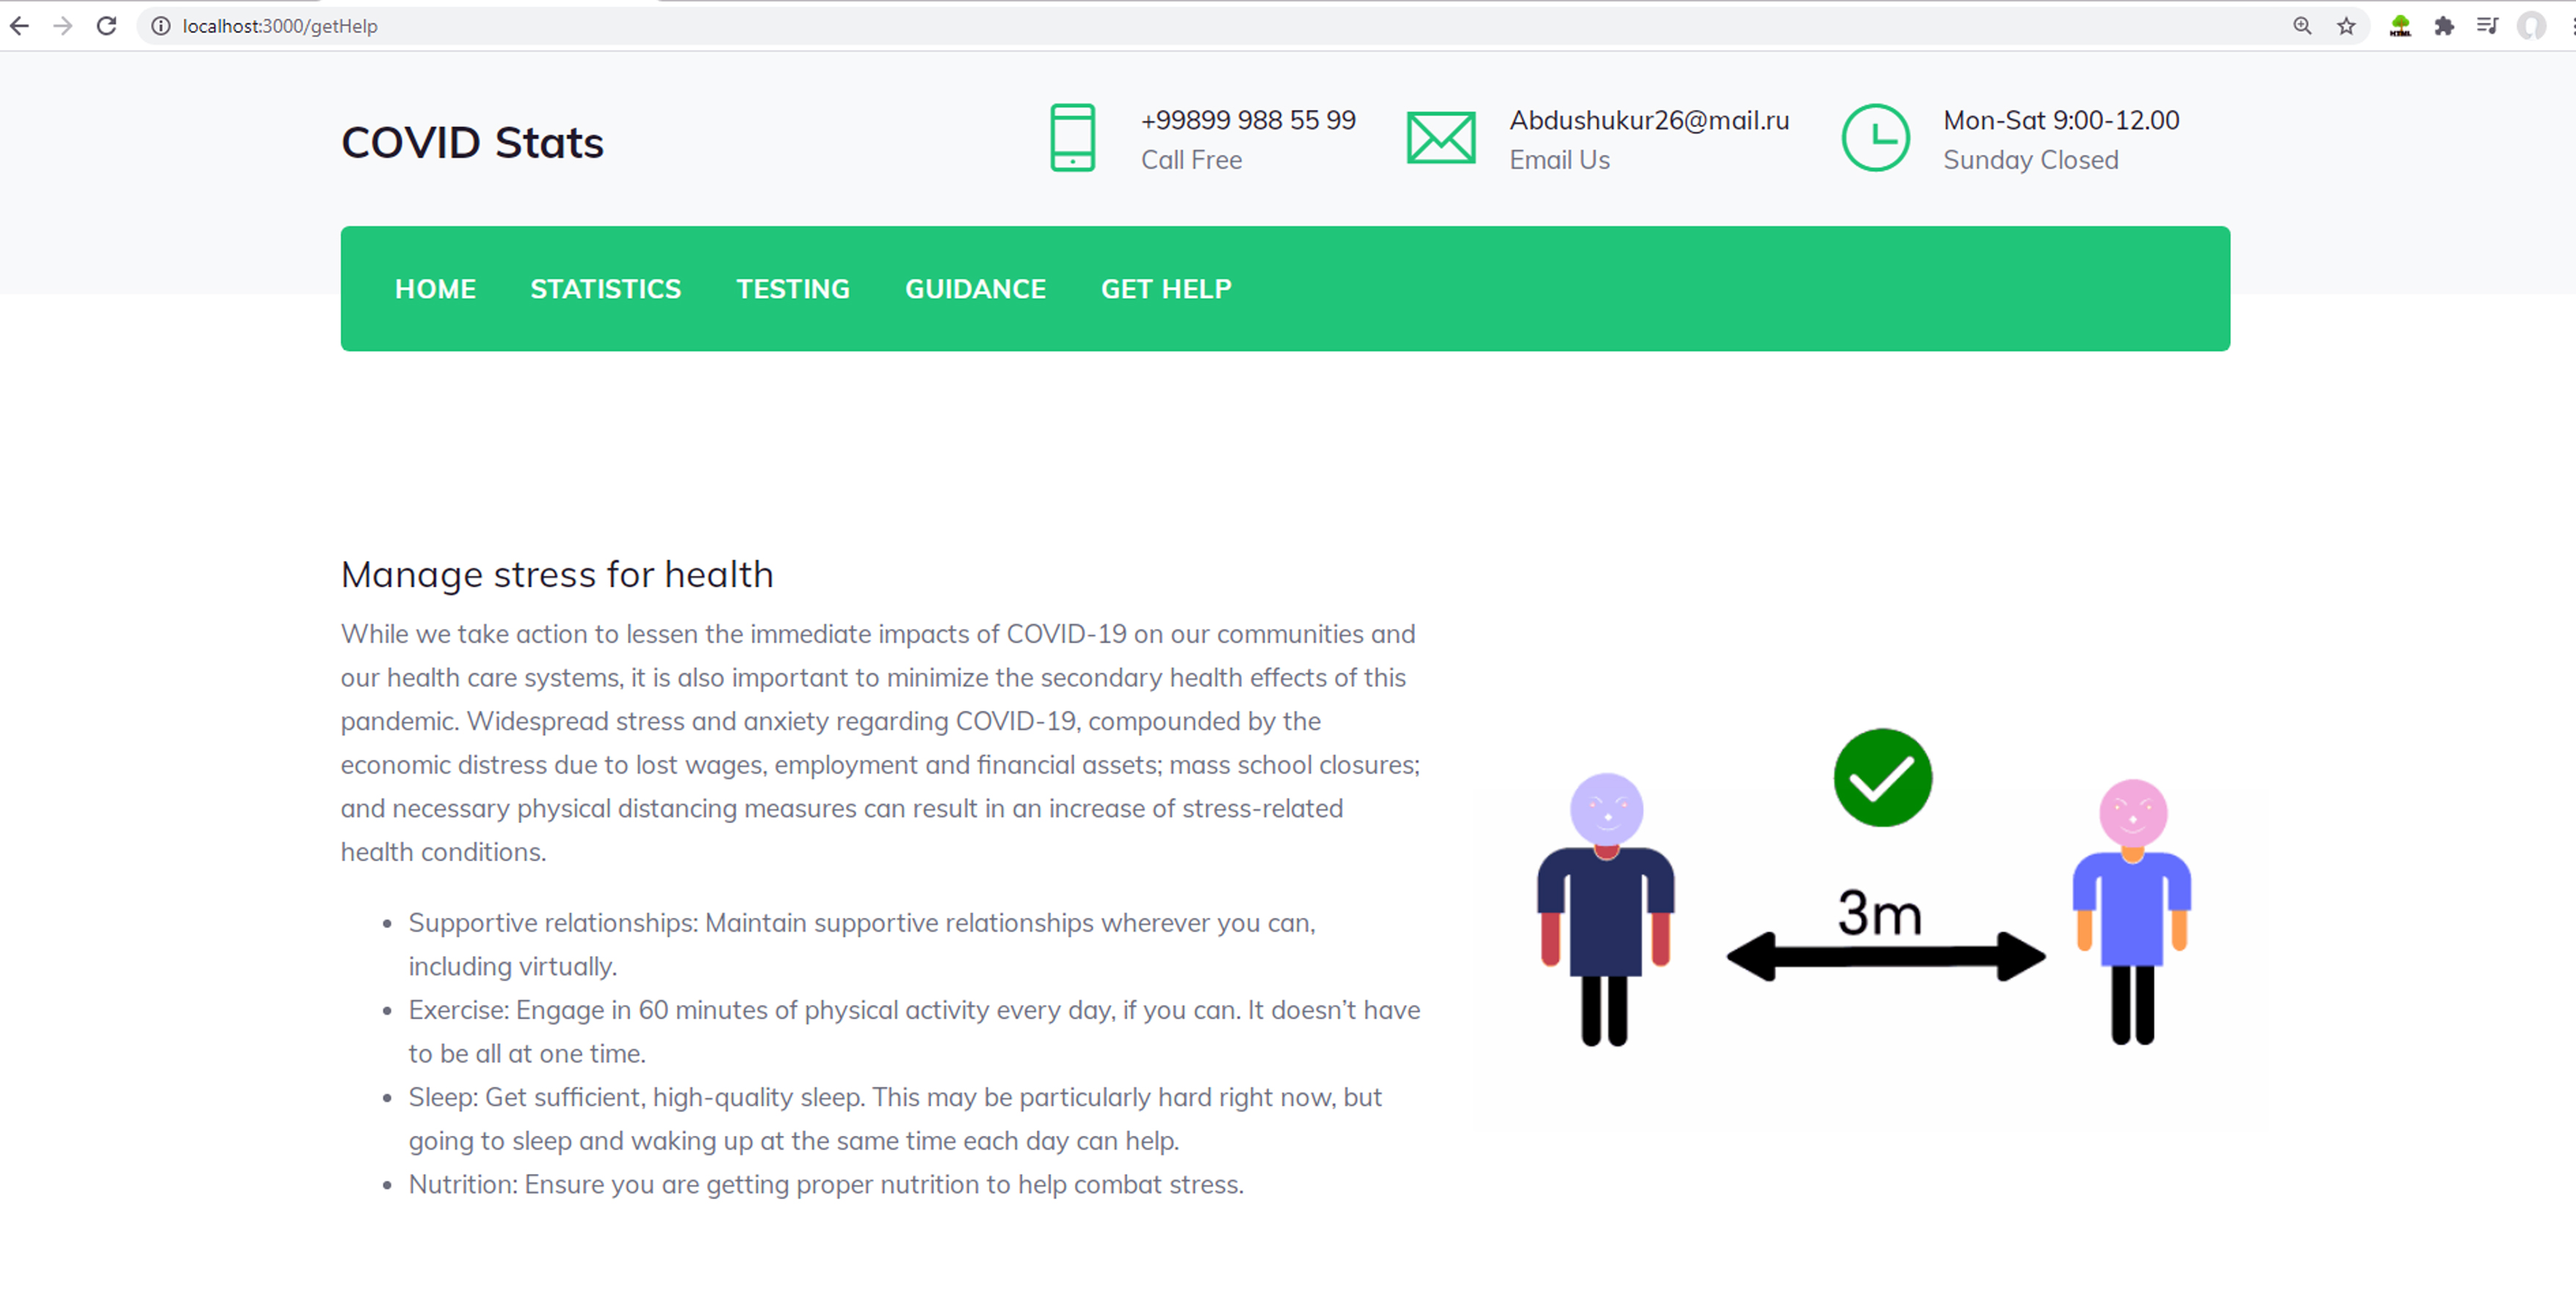 localhost:3000/getHelp
HTML
COVID Stats
+99899 988 55 99
Call Free
Abdushukur26@mail.ru
Email Us
Mon-Sat 9:00-12.00
Sunday Closed
HOME STATISTICS TESTING GUIDANCE GET HELP
Manage stress for health
While we take action to lessen the immediate impacts of COVID-19 on our communities and
our health care systems, it is also important to minimize the secondary health effects of this
pandemic. Widespread stress and anxiety regarding COVID-19, compounded by the
economic distress due to lost wages, employment and financial assets; mass school closures;
and necessary physical distancing measures can result in an increase of stress-related
health conditions.
• Supportive relationships: Maintain supportive relationships wherever you can,
including virtually.
• Exercise: Engage in 60 minutes of physical activity every day, if you can. It doesn’t have
to be all at one time.
• Sleep: Get sufficient, high-quality sleep. This may be particularly hard right now, but
going to sleep and waking up at the same time each day can help.
• Nutrition: Ensure you are getting proper nutrition to help combat stress.
3m